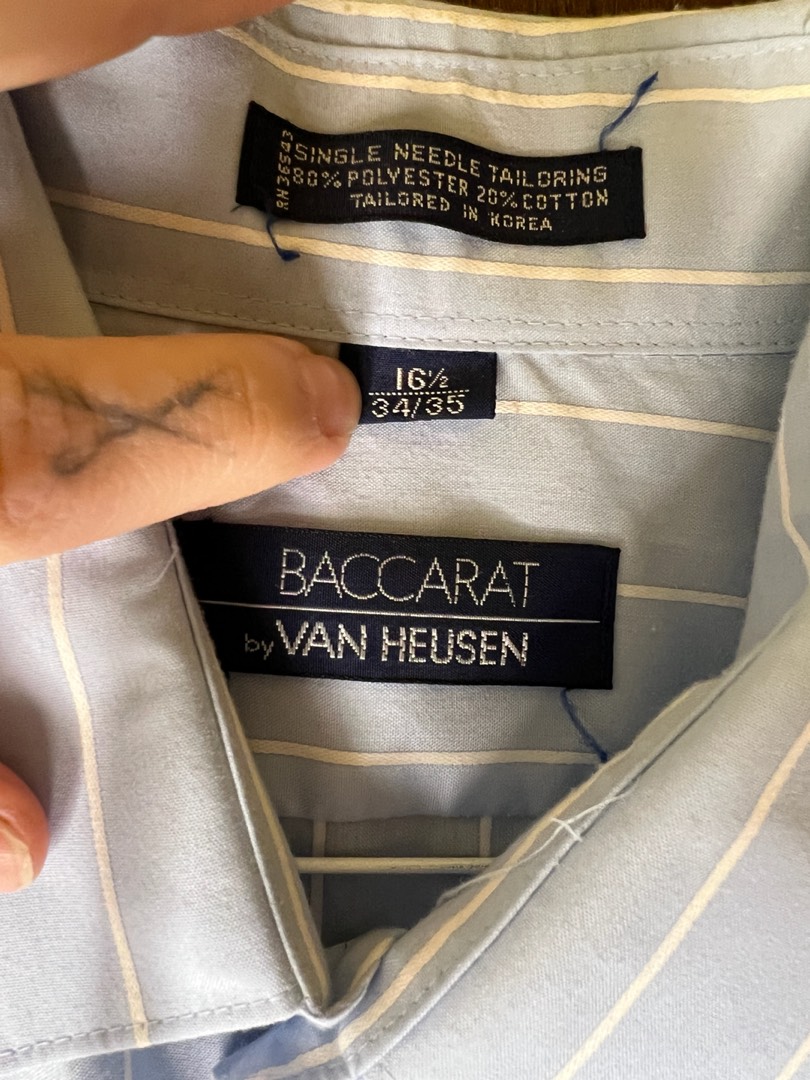 RN 36543
SINGLE NEEDLE TAILORING
80% POLYESTER 20% COTTON
TAILORED IN KOREA
16½
34/35
BACCARAT
by VAN HEUSEN